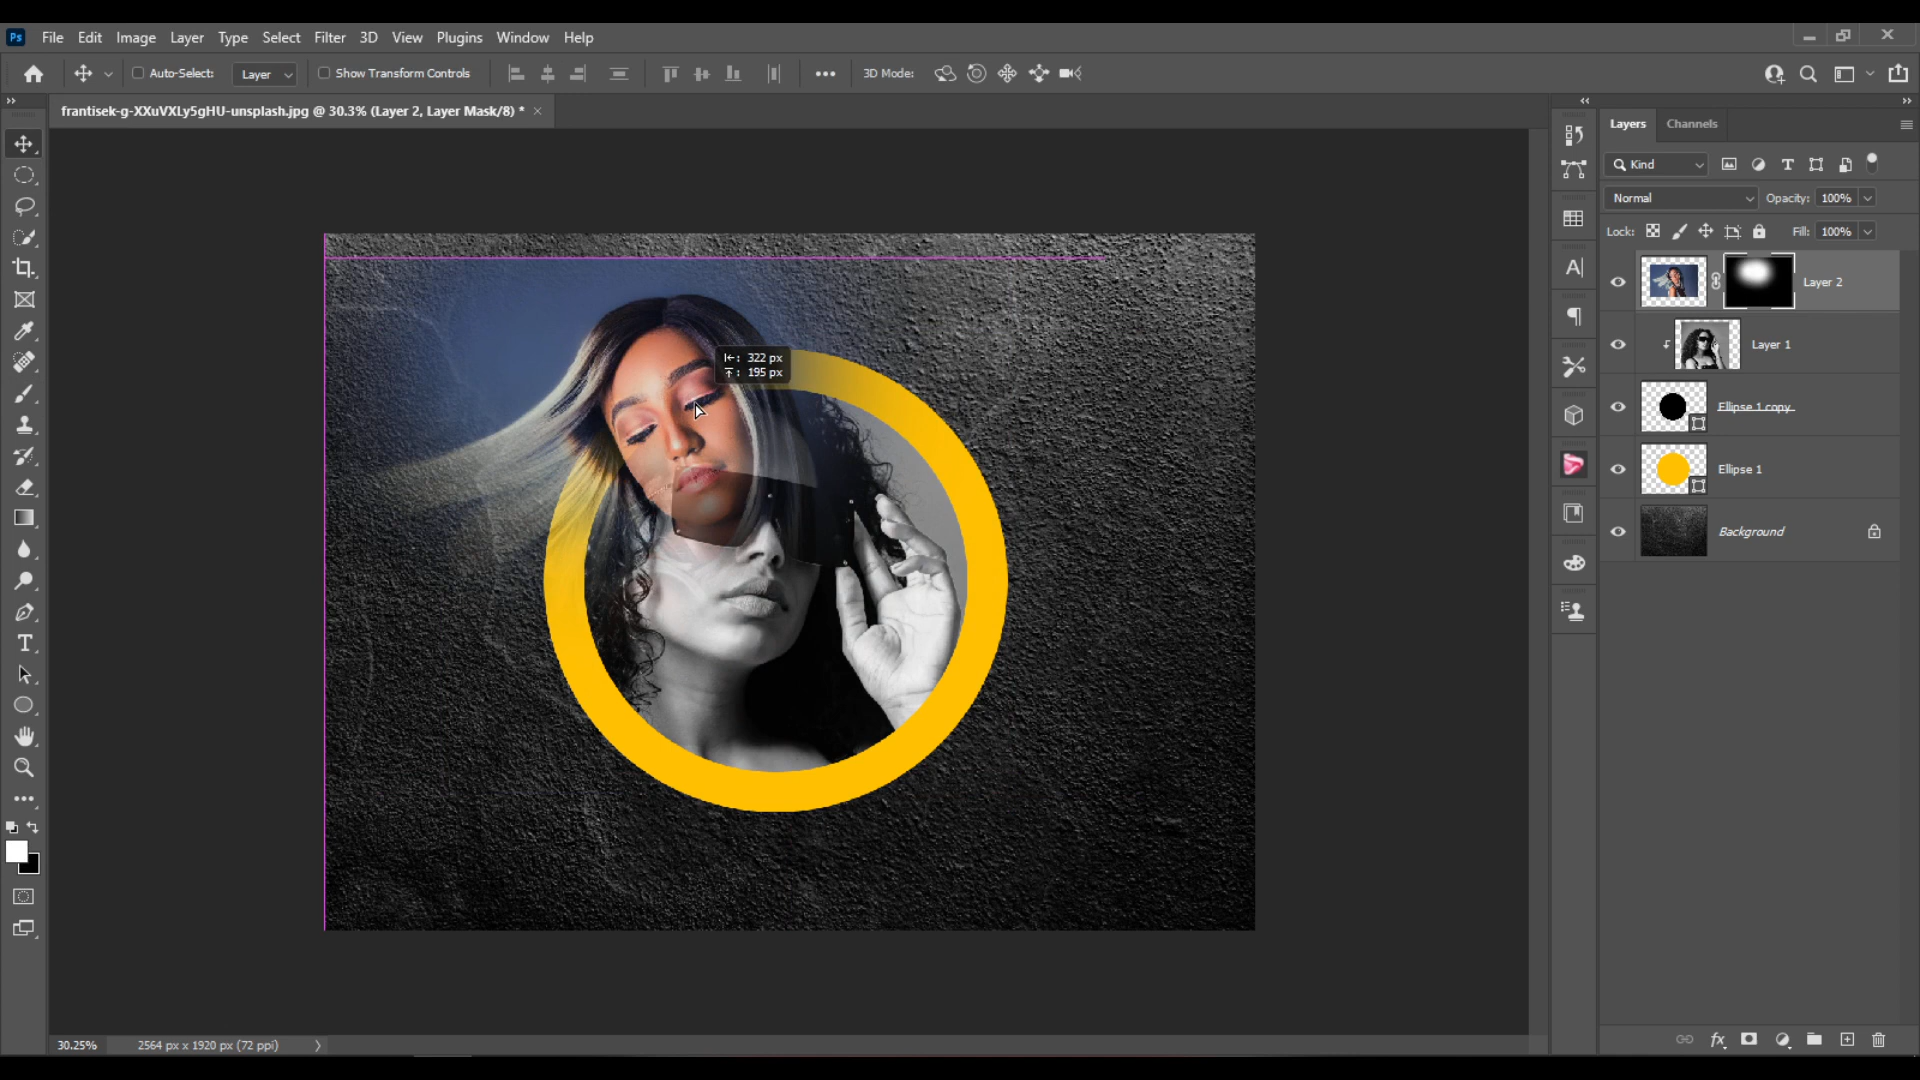 Ps File Edit Image Layer Type Select Filter 3D View Plugins Window Help
Auto-Select: Layer Show Transform Controls 3D Mode:
frantisek-g-XXuVXLy5gHU-unsplash.jpg @ 30.3% (Layer 2, Layer Mask/8) *
Layers Channels
Kind
Normal Opacity: 100%
Lock: Fill: 100%
Layer 2
Layer 1
Ellipse 1 copy
Ellipse 1
Background
322 px
195 px
30.25% 2564 px x 1920 px (72 ppi)